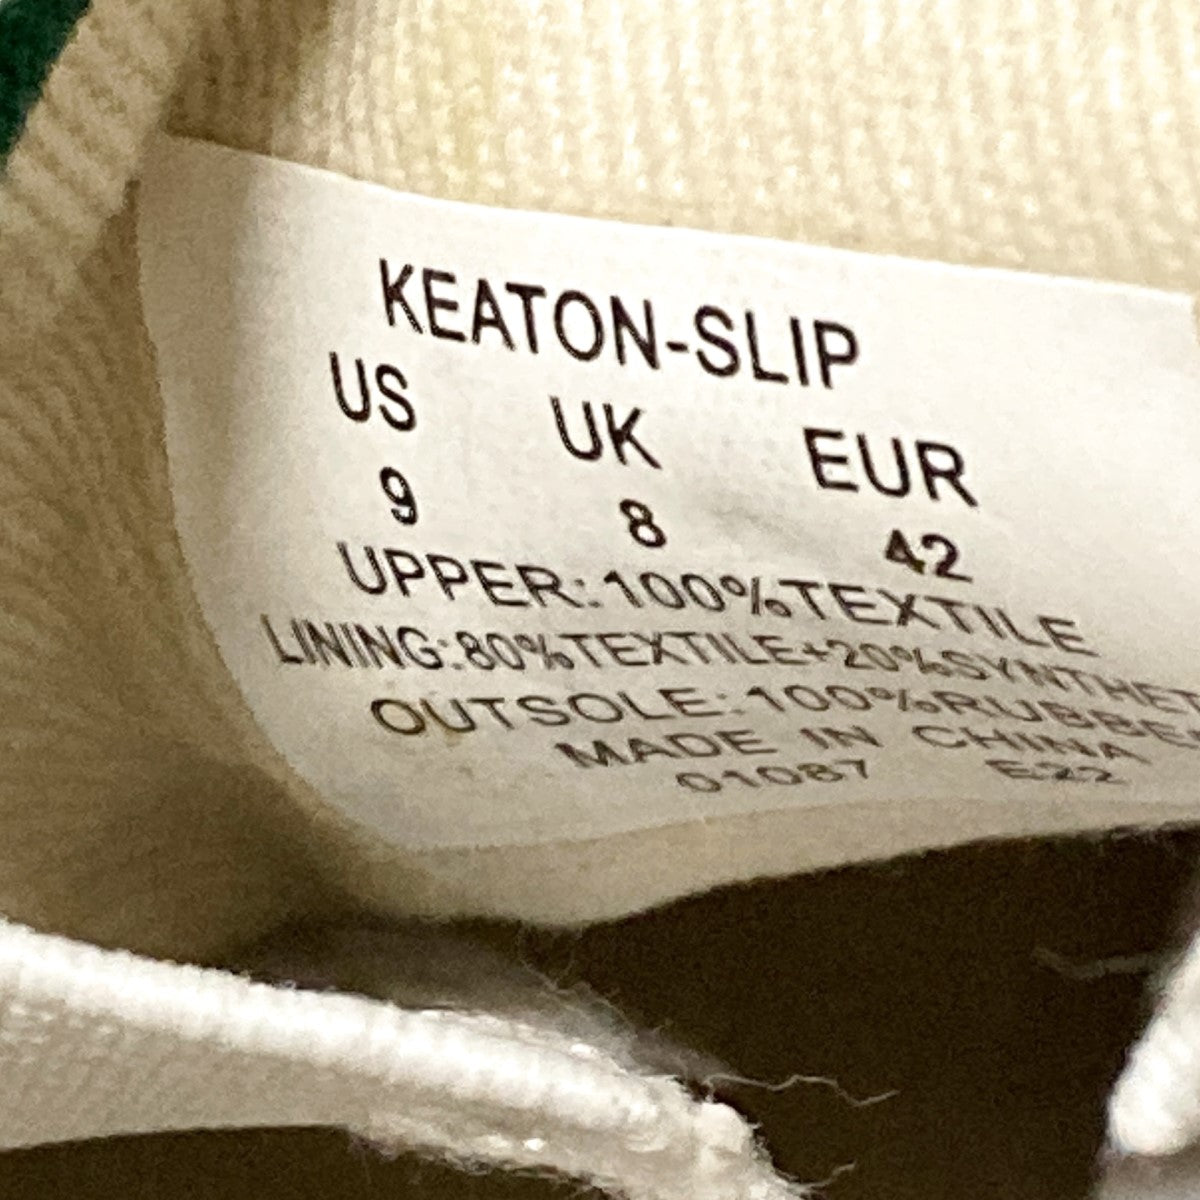 KEATON-SLIP
US UK EUR
9 8 42
UPPER:100%TEXTILE
LINING:80%TEXTILE+20%SYNTHET
OUTSOLE:100%RUBBE
MADE IN CHINA
01087 E22